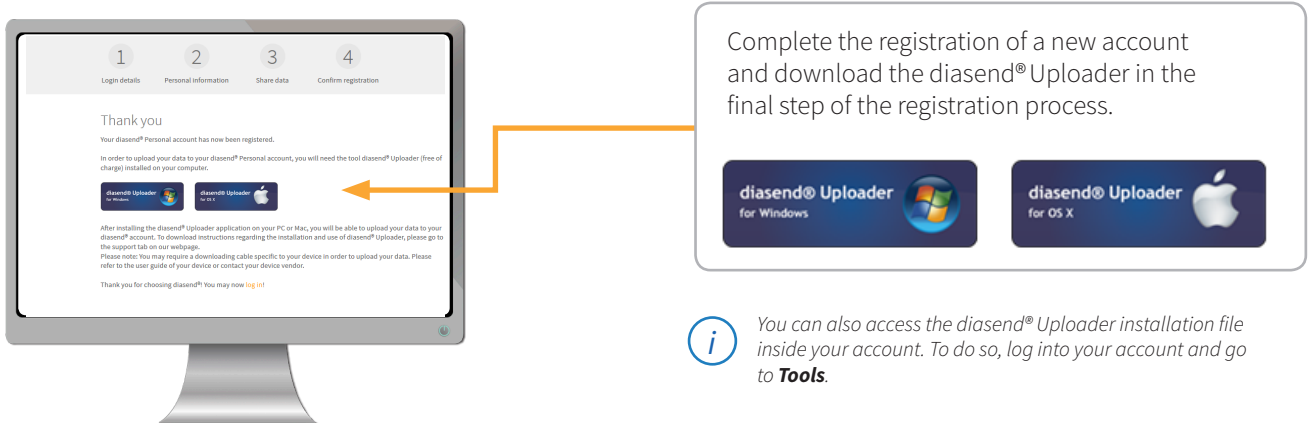 1
2
3
4
Login details
Personal information
Share data
Confirm registration
Thank you
Your diasend® Personal account has now been registered.
In order to upload your data to your diasend® Personal account, you will need the tool diasend® Uploader (free of
charge) installed on your computer.
diasend® Uploader
for Windows
diasend® Uploader
for OS X
After installing the diasend® Uploader application on your PC or Mac, you will be able to upload your data to your
diasend® account. To download instructions regarding the installation and use of diasend® Uploader, please go to
the support tab on our webpage.
Please note: You may require a downloading cable specific to your device in order to upload your data. Please
refer to the user guide of your device or contact your device vendor.
Thank you for choosing diasend®! You may now log in!
Complete the registration of a new account
and download the diasend® Uploader in the
final step of the registration process.
diasend® Uploader
for Windows
diasend® Uploader
for OS X
i
You can also access the diasend® Uploader installation file
inside your account. To do so, log into your account and go
to Tools.